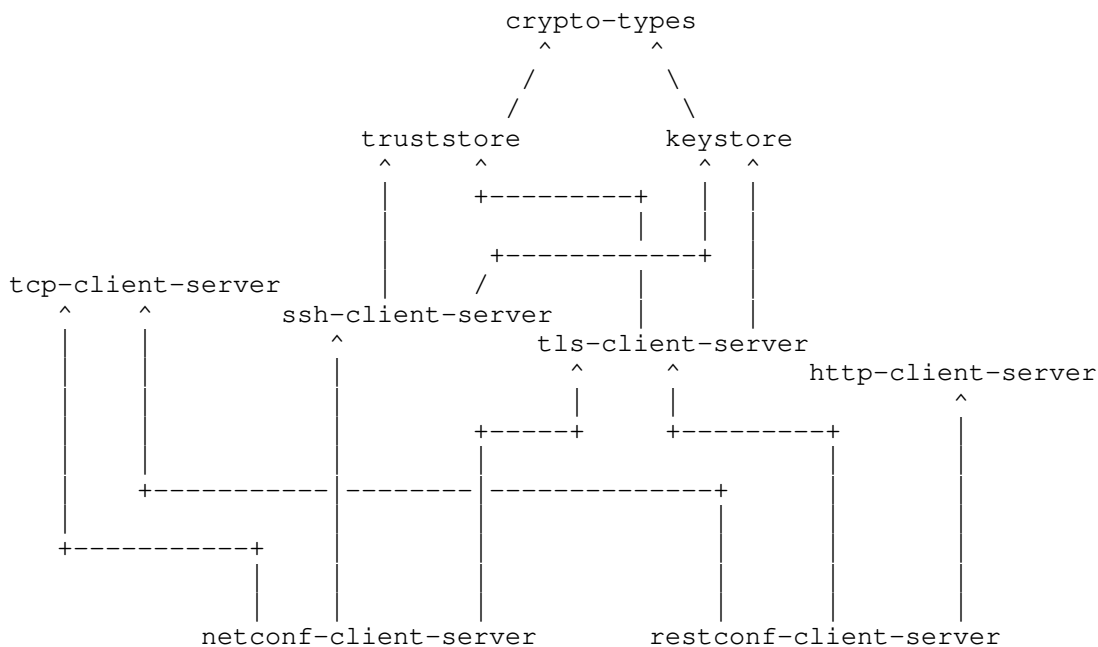 crypto-types
truststore keystore
tcp-client-server
ssh-client-server
tls-client-server
http-client-server
netconf-client-server restconf-client-server